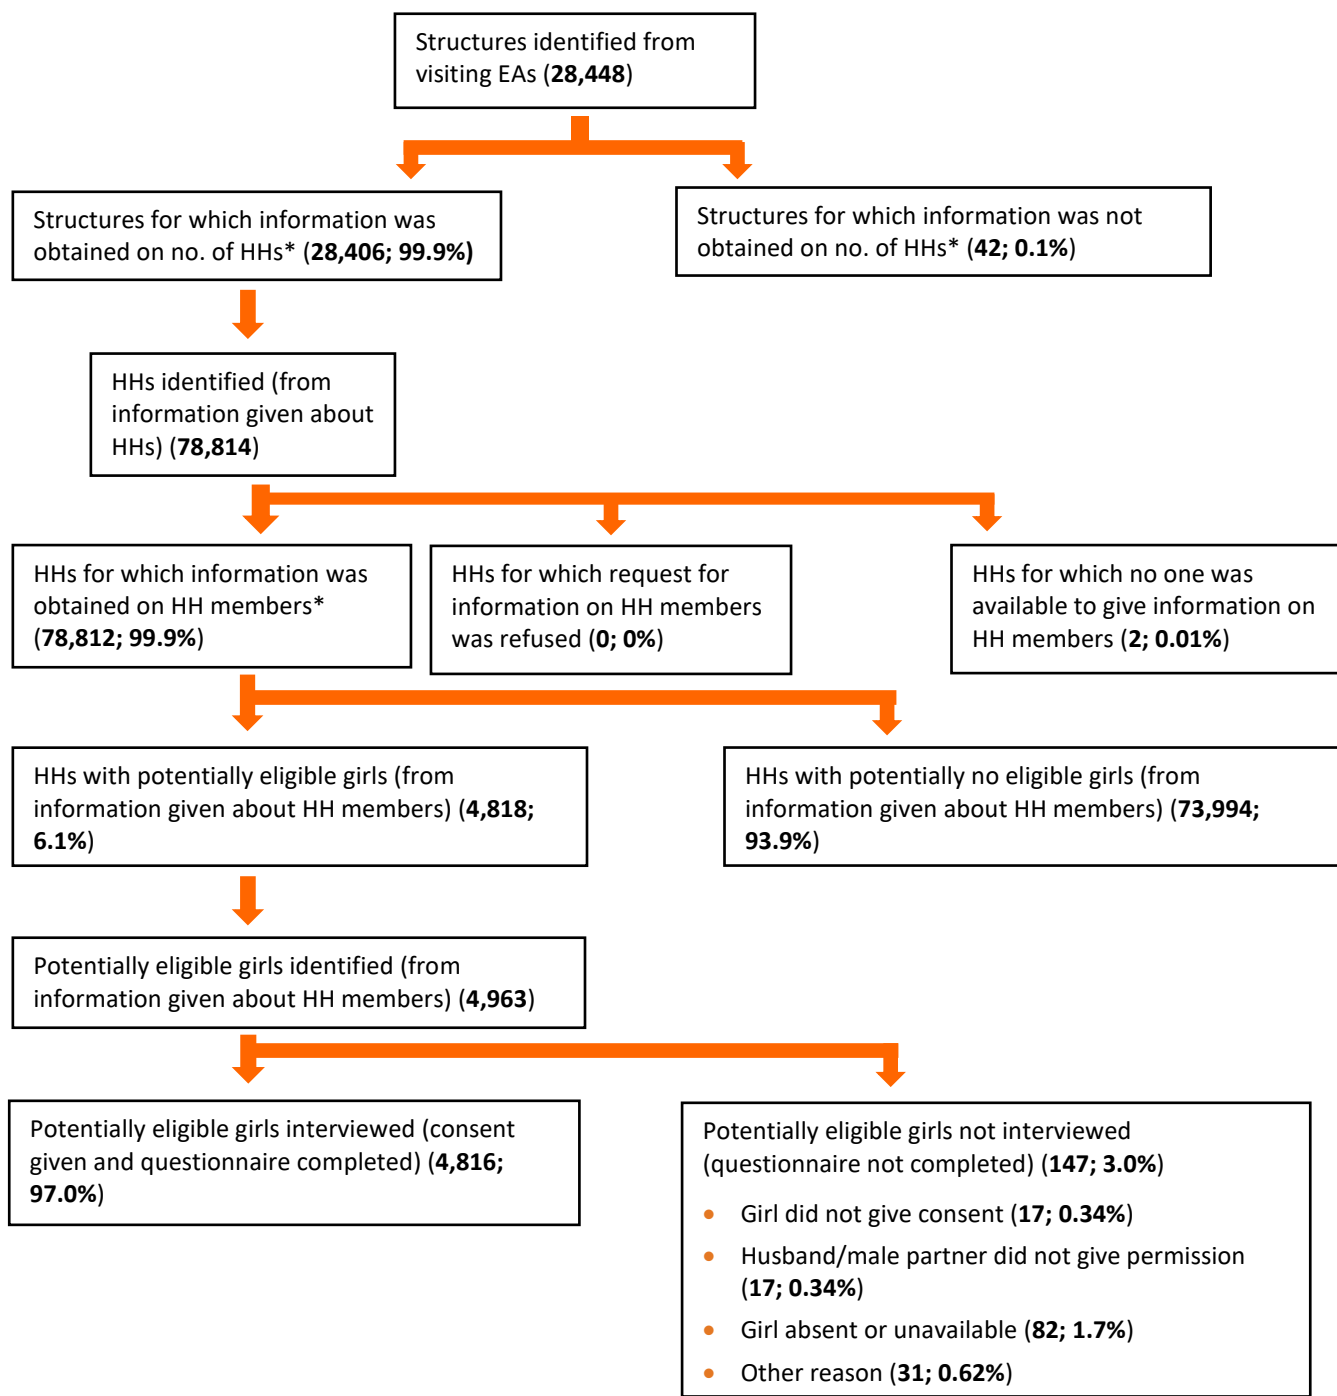 Structures identified from
visiting EAs (28,448)
Structures for which information was
obtained on no. of HHs* (28,406; 99.9%)
Structures for which information was not
obtained on no. of HHs* (42; 0.1%)
HHs identified (from
information given about
HHs) (78,814)
HHs for which information was
obtained on HH members*
(78,812; 99.9%)
HHs for which request for
information on HH members
was refused (0; 0%)
HHs for which no one was
available to give information on
HH members (2; 0.01%)
HHs with potentially eligible girls (from
information given about HH members) (4,818;
6.1%)
HHs with potentially no eligible girls (from
information given about HH members) (73,994;
93.9%)
Potentially eligible girls identified (from
information given about HH members) (4,963)
Potentially eligible girls interviewed (consent
given and questionnaire completed) (4,816;
97.0%)
Potentially eligible girls not interviewed
(questionnaire not completed) (147; 3.0%)
• Girl did not give consent (17; 0.34%)
• Husband/male partner did not give permission
(17; 0.34%)
• Girl absent or unavailable (82; 1.7%)
• Other reason (31; 0.62%)